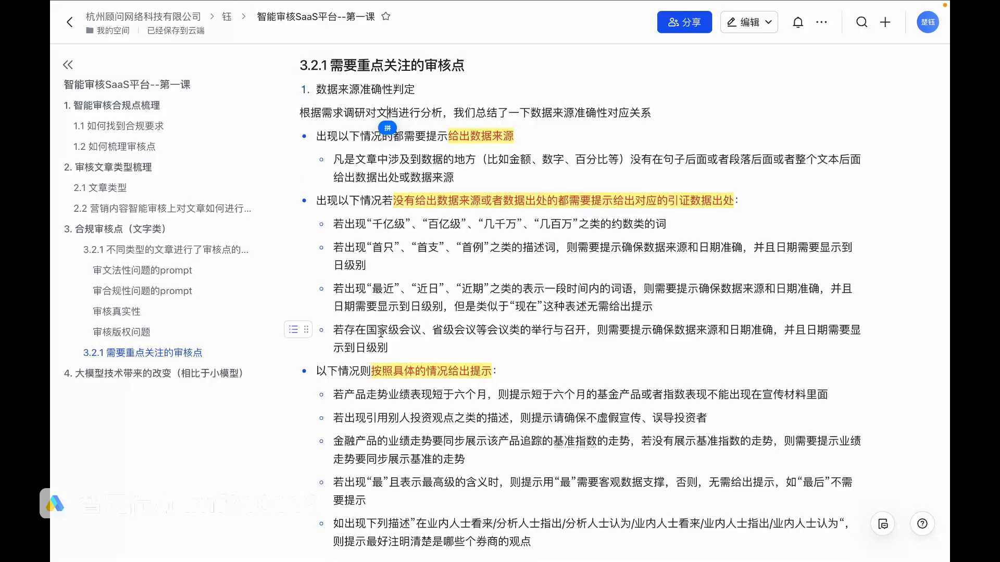 杭州顾问网络科技有限公司 > 钰 > 智能审核SaaS平台--第一课
我的空间 已经保存到云端
分享
编辑
楚钰
智能审核SaaS平台--第一课
1. 智能审核合规点梳理
1.1 如何找到合规要求
1.2 如何梳理审核点
2. 审核文章类型梳理
2.1 文章类型
2.2 营销内容智能审核上对文章如何进行...
3. 合规审核点（文字类）
3.2.1 不同类型的文章进行了审核点的...
审文法性问题的prompt
审合规性问题的prompt
审核真实性
审核版权问题
3.2.1 需要重点关注的审核点
4. 大模型技术带来的改变（相比于小模型）
3.2.1 需要重点关注的审核点
1. 数据来源准确性判定
根据需求调研对文档进行分析，我们总结了一下数据来源准确性对应关系
拼
出现以下情况的都需要提示给出数据来源
凡是文章中涉及到数据的地方（比如金额、数字、百分比等）没有在句子后面或者段落后面或者整个文本后面
给出数据出处或数据来源
出现以下情况若没有给出数据来源或者数据出处的都需要提示给出对应的引证数据出处：
若出现“千亿级”、“百亿级”、“几千万”、“几百万”之类的约数类的词
若出现“首只”、“首支”、“首例”之类的描述词，则需要提示确保数据来源和日期准确，并且日期需要显示到
日级别
若出现“最近”、“近日”、“近期”之类的表示一段时间内的词语，则需要提示确保数据来源和日期准确，并且
日期需要显示到日级别，但是类似于“现在”这种表述无需给出提示
若存在国家级会议、省级会议等会议类的举行与召开，则需要提示确保数据来源和日期准确，并且日期需要显
示到日级别
以下情况则按照具体的情况给出提示：
若产品走势业绩表现短于六个月，则提示短于六个月的基金产品或者指数表现不能出现在宣传材料里面
若出现引用别人投资观点之类的描述，则提示请确保不虚假宣传、误导投资者
金融产品的业绩走势要同步展示该产品追踪的基准指数的走势，若没有展示基准指数的走势，则需要提示业绩
走势要同步展示基准的走势
若出现“最”且表示最高级的含义时，则提示用“最”需要客观数据支撑，否则，无需给出提示，如“最后”不需
要提示
如出现下列描述”在业内人士看来/分析人士指出/分析人士认为/业内人士看来/业内人士指出/业内人士认为“，
则提示最好注明清楚是哪些个券商的观点